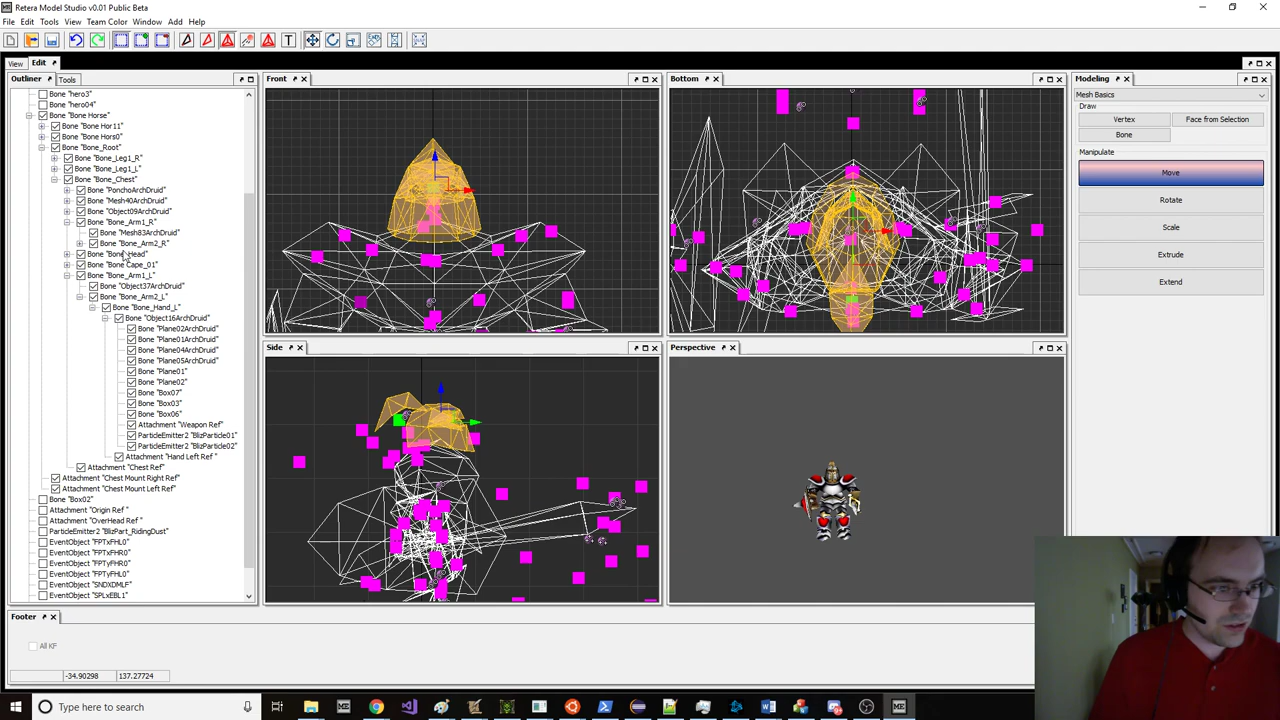 ME Retera Model Studio v0.01 Public Beta
File Edit Tools View Team Color Window Add Help
T
View Edit
Outliner Tools
Front
Bottom
Modeling
Bone "hero3"
Bone "hero04"
Bone "Bone Horse"
Bone "Bone Hor11"
Bone "Bone Hors0"
Bone "Bone_Root"
Bone "Bone_Leg1_R"
Bone "Bone_Leg1_L"
Bone "Bone_Chest"
Bone "PonchoArchDruid"
Bone "Mesh40ArchDruid"
Bone "Object09ArchDruid"
Bone "Bone_Arm1_R"
Bone "Mesh83ArchDruid"
Bone "Bone_Arm2_R"
Bone "Bone_Head"
Bone "Bone_Cape_01"
Bone "Bone_Arm1_L"
Bone "Object37ArchDruid"
Bone "Bone_Arm2_L"
Bone "Bone_Hand_L"
Bone "Object16ArchDruid"
Bone "Plane02ArchDruid"
Bone "Plane01ArchDruid"
Bone "Plane04ArchDruid"
Bone "Plane05ArchDruid"
Bone "Plane01"
Bone "Plane02"
Bone "Box07"
Bone "Box03"
Bone "Box06"
Attachment "Weapon Ref"
ParticleEmitter2 "BlizParticle01"
ParticleEmitter2 "BlizParticle02"
Attachment "Hand Left Ref "
Attachment "Chest Ref"
Attachment "Chest Mount Right Ref"
Attachment "Chest Mount Left Ref"
Bone "Box02"
Attachment "Origin Ref "
Attachment "OverHead Ref "
ParticleEmitter2 "BlizPart_RidingDust"
EventObject "FPTxFHL0"
EventObject "FPTxFHR0"
EventObject "FPTyFHR0"
EventObject "FPTyFHL0"
EventObject "SNDXDMLF"
EventObject "SPLxEBL1"
Side
Perspective
Mesh Basics
Draw
Vertex
Face from Selection
Bone
Manipulate
Move
Rotate
Scale
Extrude
Extend
Footer
All KF
-34.90298
137.27724
Type here to search
ME
ME